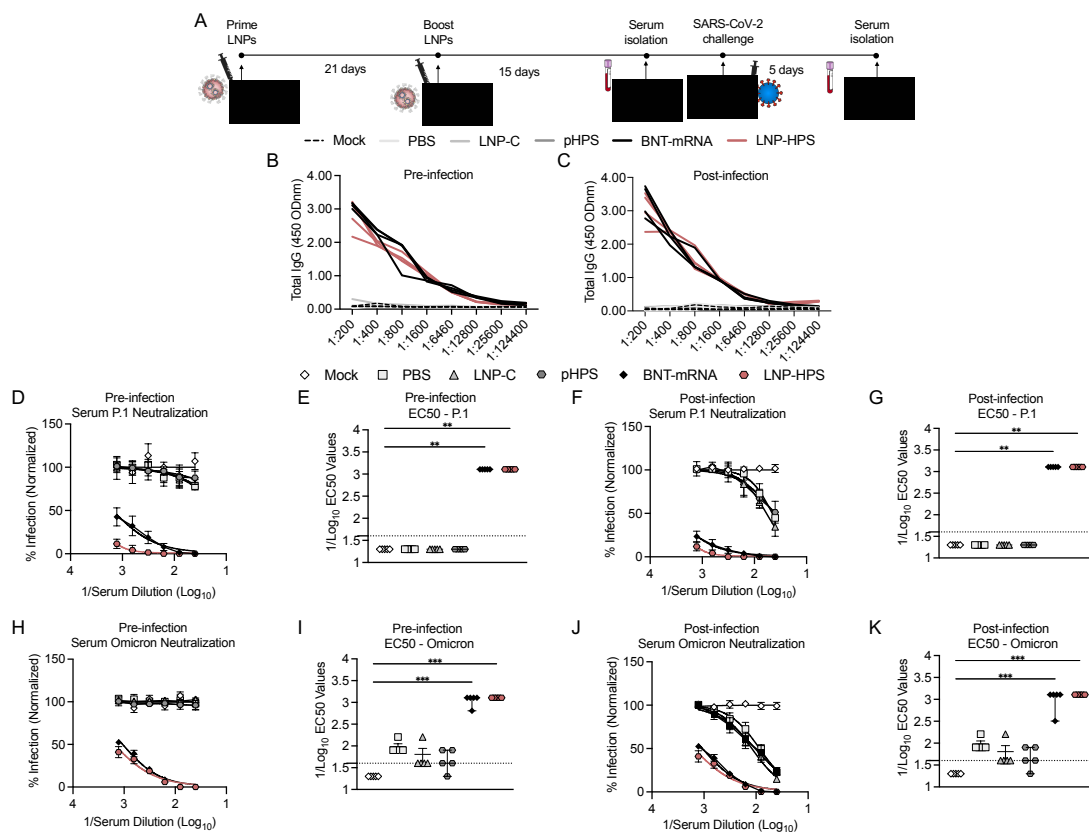 A
Prime
LNPs
Boost
LNPs
Serum
isolation
SARS-CoV-2
challenge
Serum
isolation
21 days
15 days
5 days
Mock PBS LNP-C pHPS BNT-mRNA LNP-HPS
B
Pre-infection
Total IgG (450 ODnm)
4.00
3.00
2.00
1.00
0.00
1:200
1:400
1:800
1:1600
1:6460
1:12800
1:25600
1:124400
C
Post-infection
Total IgG (450 ODnm)
4.00
3.00
2.00
1.00
0.00
1:200
1:400
1:800
1:1600
1:6460
1:12800
1:25600
1:124400
Mock PBS LNP-C pHPS BNT-mRNA LNP-HPS
D
Pre-infection
Serum P.1 Neutralization
% Infection (Normalized)
150
100
50
0
4 3 2 1
1/Serum Dilution (Log10)
E
Pre-infection
EC50 - P.1
1/Log10 EC50 Values
4
3
2
1
3.5
2.5
1.5
**
**
F
Post-infection
Serum P.1 Neutralization
% Infection (Normalized)
150
100
50
0
4 3 2 1
1/Serum Dilution (Log10)
G
Post-infection
EC50 - P.1
1/Log10 EC50 Values
4
3
2
1
3.5
2.5
1.5
**
**
H
Pre-infection
Serum Omicron Neutralization
% Infection (Normalized)
150
100
50
0
4 3 2 1
1/Serum Dilution (Log10)
I
Pre-infection
EC50 - Omicron
1/Log10 EC50 Values
4
3
2
1
3.5
2.5
1.5
***
***
J
Post-infection
Serum Omicron Neutralization
% Infection (Normalized)
150
100
50
0
4 3 2 1
1/Serum Dilution (Log10)
K
Post-infection
EC50 - Omicron
1/Log10 EC50 Values
4
3
2
1
3.5
2.5
1.5
***
***